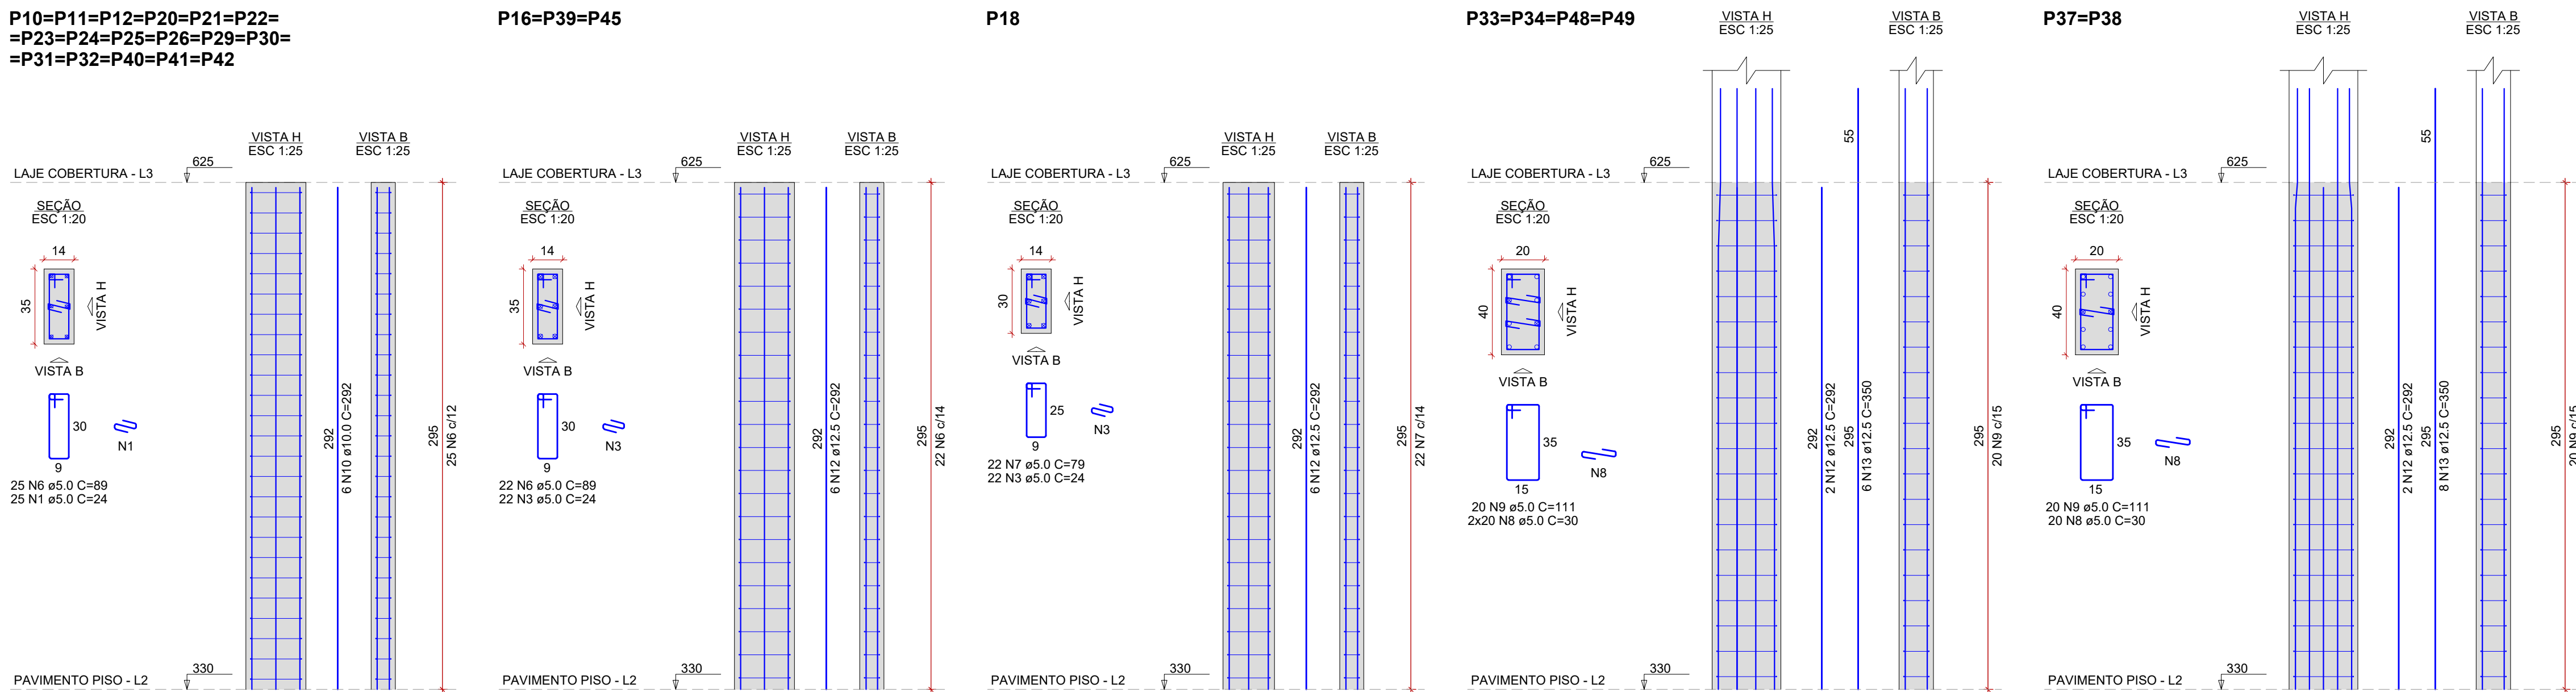 P10=P11=P12=P20=P21=P22=
=P23=P24=P25=P26=P29=P30=
=P31=P32=P40=P41=P42
VISTA H
ESC 1:25
VISTA B
ESC 1:25
LAJE COBERTURA - L3
625
SEÇÃO
ESC 1:20
14
35
VISTA H
VISTA B
30
9
N1
25 N6 ø5.0 C=89
25 N1 ø5.0 C=24
292
6 N10 ø10.0 C=292
295
25 N6 c/12
PAVIMENTO PISO - L2
330
P16=P39=P45
VISTA H
ESC 1:25
VISTA B
ESC 1:25
LAJE COBERTURA - L3
625
SEÇÃO
ESC 1:20
14
35
VISTA H
VISTA B
30
9
N3
22 N6 ø5.0 C=89
22 N3 ø5.0 C=24
292
6 N12 ø12.5 C=292
295
22 N6 c/14
PAVIMENTO PISO - L2
330
P18
VISTA H
ESC 1:25
VISTA B
ESC 1:25
LAJE COBERTURA - L3
625
SEÇÃO
ESC 1:20
14
30
VISTA H
VISTA B
25
9
N3
22 N7 ø5.0 C=79
22 N3 ø5.0 C=24
292
6 N12 ø12.5 C=292
295
22 N7 c/14
PAVIMENTO PISO - L2
330
P33=P34=P48=P49
VISTA H
ESC 1:25
VISTA B
ESC 1:25
55
LAJE COBERTURA - L3
625
SEÇÃO
ESC 1:20
20
40
VISTA H
VISTA B
35
15
N8
20 N9 ø5.0 C=111
2x20 N8 ø5.0 C=30
292
2 N12 ø12.5 C=292
295
6 N13 ø12.5 C=350
295
20 N9 c/15
PAVIMENTO PISO - L2
330
P37=P38
VISTA H
ESC 1:25
VISTA B
ESC 1:25
55
LAJE COBERTURA - L3
625
SEÇÃO
ESC 1:20
20
40
VISTA H
VISTA B
35
15
N8
20 N9 ø5.0 C=111
20 N8 ø5.0 C=30
292
2 N12 ø12.5 C=292
295
8 N13 ø12.5 C=350
295
20 N9 c/15
PAVIMENTO PISO - L2
330